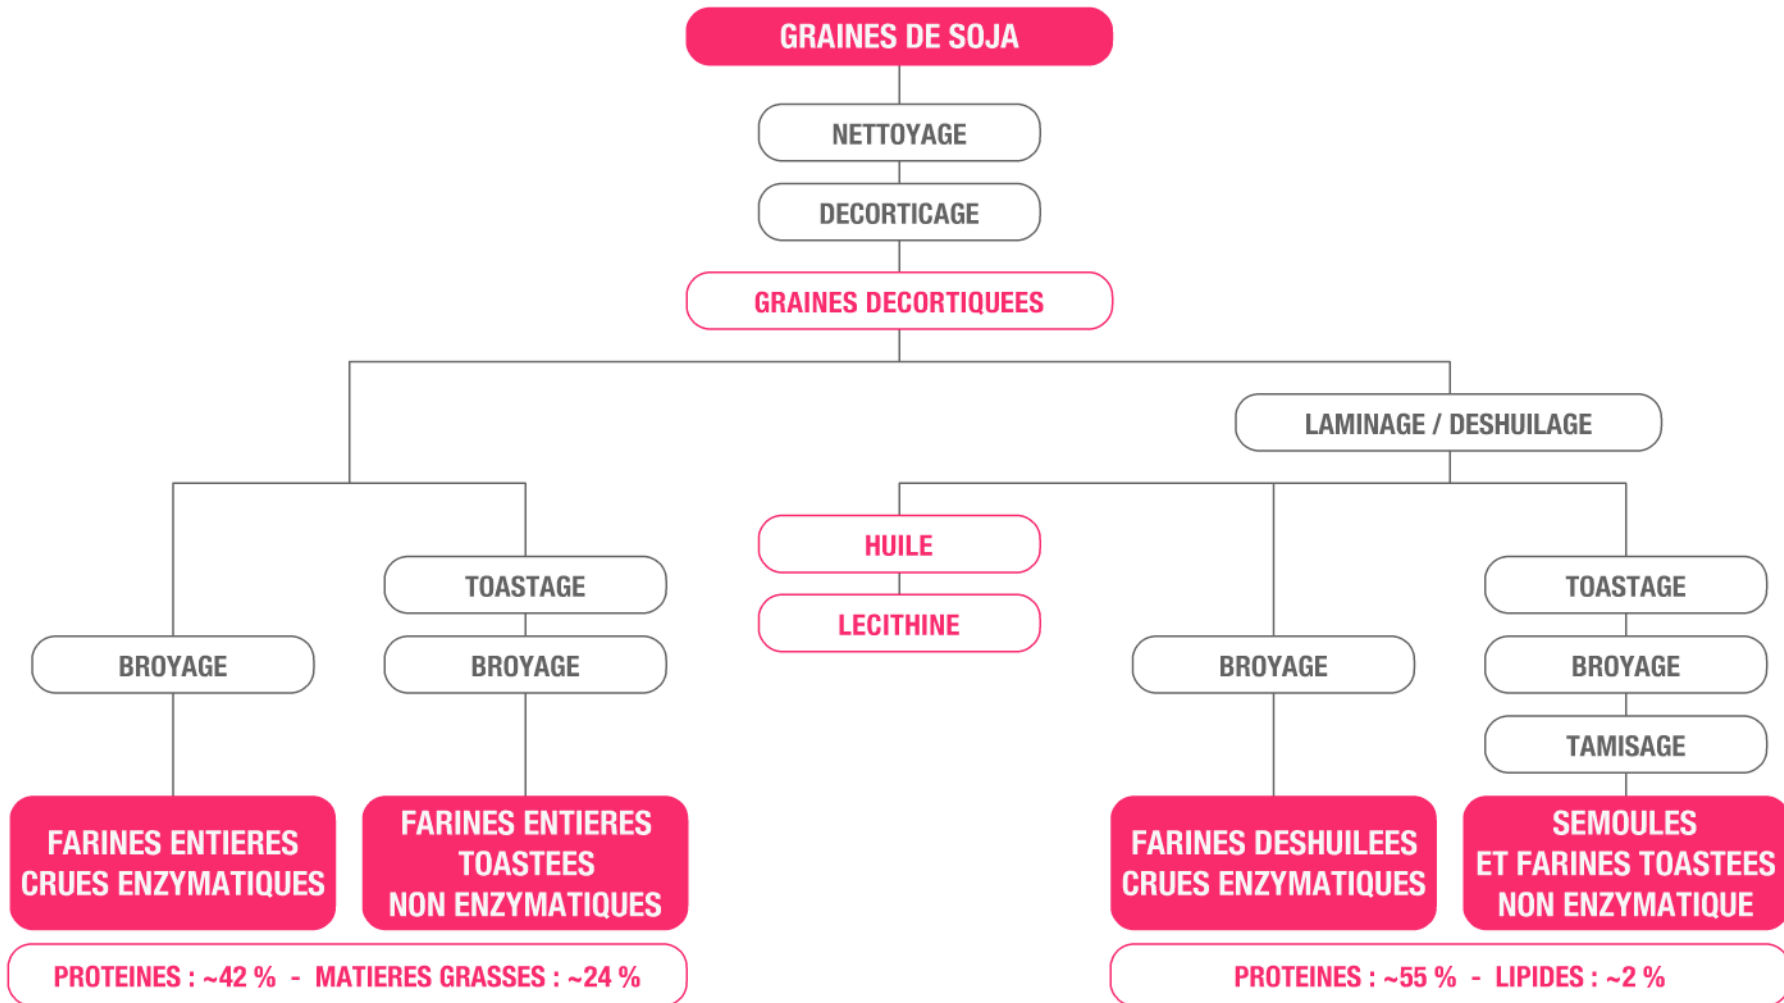 GRAINES DE SOJA
NETTOYAGE
DECORTICAGE
GRAINES DECORTIQUEES
LAMINAGE / DESHUILAGE
HUILE
LECITHINE
TOASTAGE
TOASTAGE
BROYAGE
BROYAGE
BROYAGE
BROYAGE
TAMISAGE
FARINES ENTIERES
CRUES ENZYMATIQUES
FARINES ENTIERES
TOASTEES
NON ENZYMATIQUES
FARINES DESHUILEES
CRUES ENZYMATIQUES
SEMOULES
ET FARINES TOASTEES
NON ENZYMATIQUE
PROTEINES : ~42 % - MATIERES GRASSES : ~24 %
PROTEINES : ~55 % - LIPIDES : ~2 %